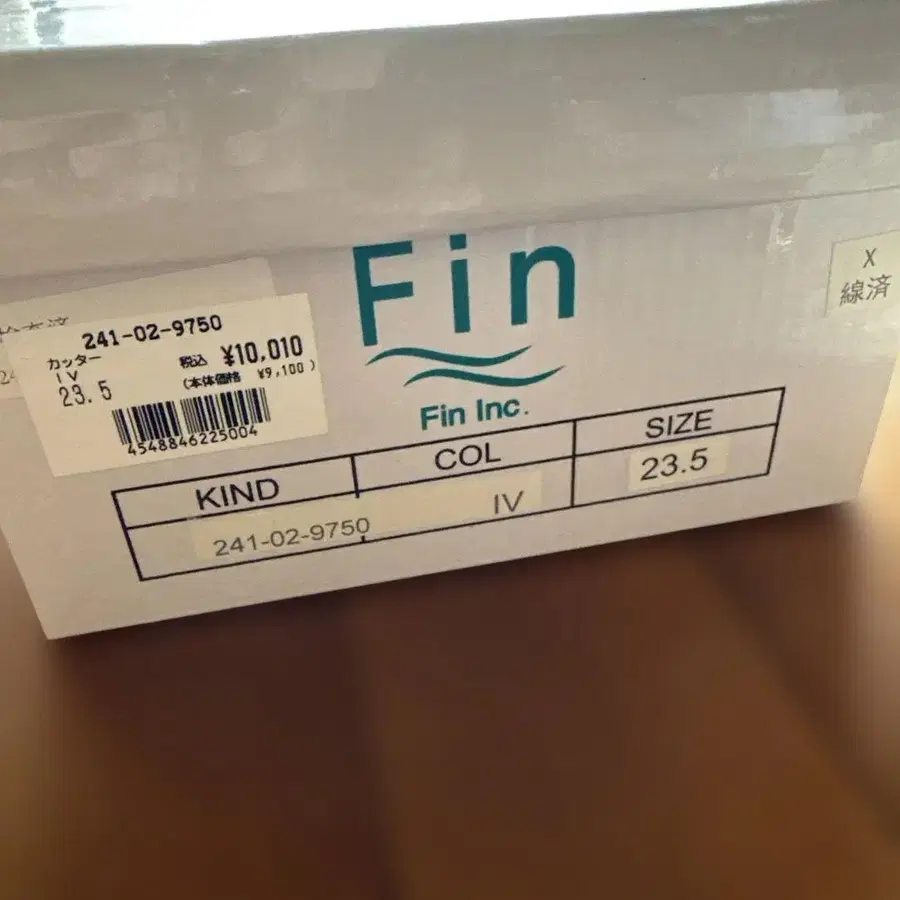 Fin
Fin Inc.
241-02-9750
カッター
IV
23.5
税込 ¥10,010
(本体価格 ¥9,100)
4548846225004
X
線済
KIND COL SIZE
241-02-9750 IV 23.5